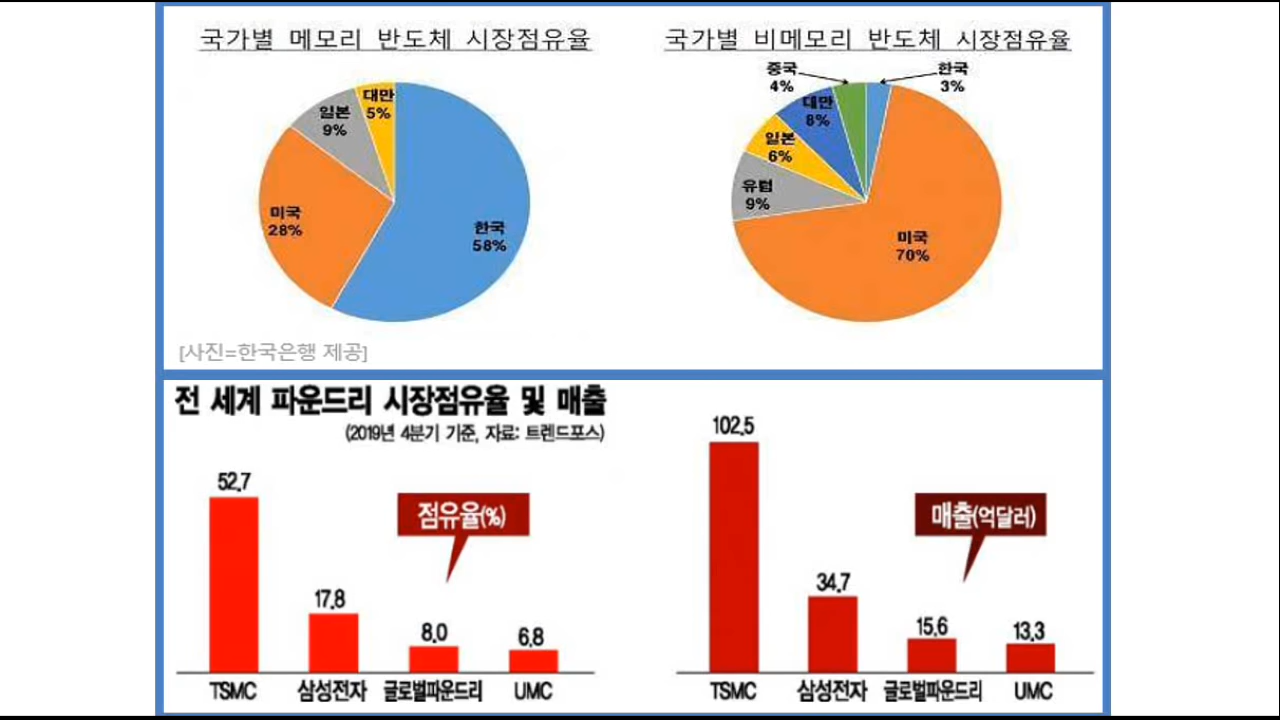 국가별 메모리 반도체 시장점유율
대만
5%
일본
9%
미국
28%
한국
58%
[사진=한국은행 제공]
국가별 비메모리 반도체 시장점유율
중국
4%
한국
3%
대만
8%
일본
6%
유럽
9%
미국
70%
전 세계 파운드리 시장점유율 및 매출
(2019년 4분기 기준, 자료: 트렌드포스)
점유율(%)
52.7
17.8
8.0
6.8
TSMC
삼성전자
글로벌파운드리
UMC
매출(억달러)
102.5
34.7
15.6
13.3
TSMC
삼성전자
글로벌파운드리
UMC